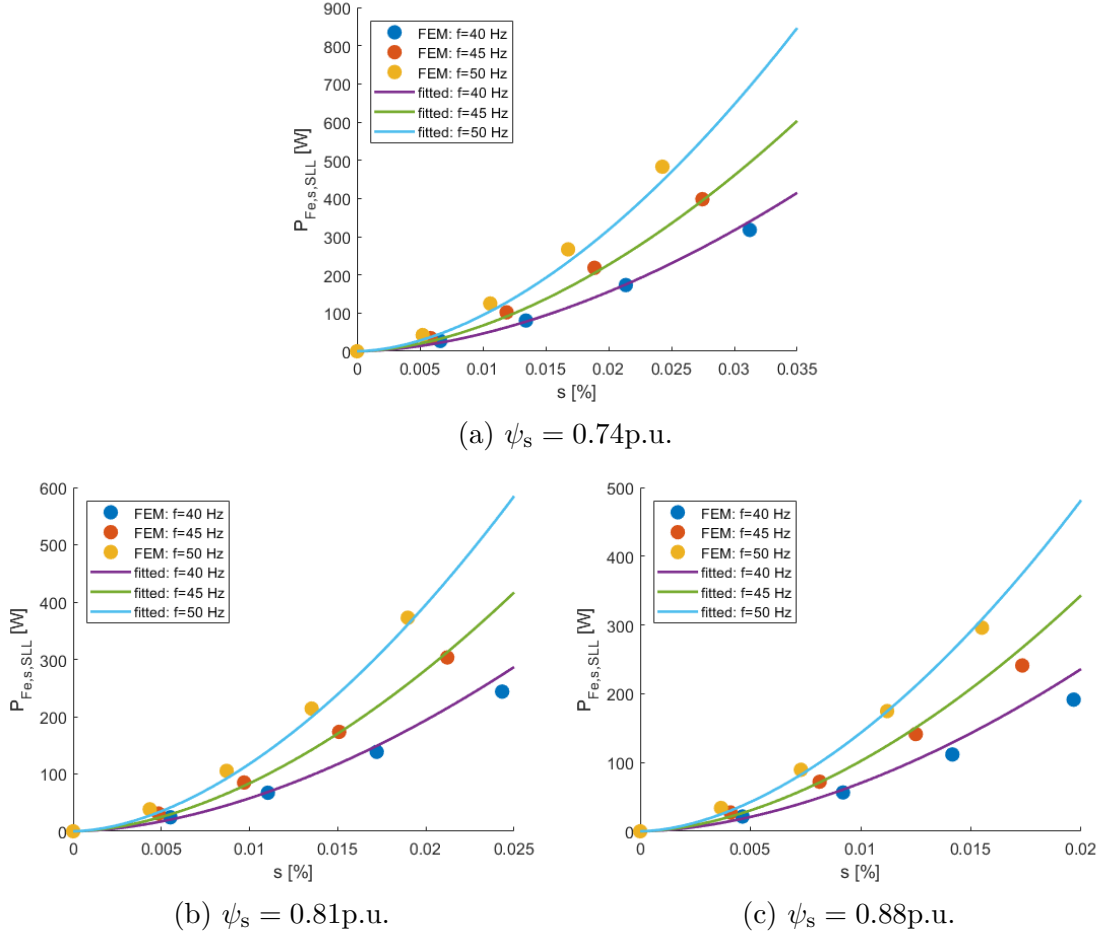 900
800
700
600
500
400
300
200
100
0
P_Fe,s,SLL [W]
FEM: f=40 Hz
FEM: f=45 Hz
FEM: f=50 Hz
fitted: f=40 Hz
fitted: f=45 Hz
fitted: f=50 Hz
0 0.005 0.01 0.015 0.02 0.025 0.03 0.035
s [%]
(a) ψ_s = 0.74p.u.
600
500
400
300
200
100
0
P_Fe,s,SLL [W]
FEM: f=40 Hz
FEM: f=45 Hz
FEM: f=50 Hz
fitted: f=40 Hz
fitted: f=45 Hz
fitted: f=50 Hz
0 0.005 0.01 0.015 0.02 0.025
s [%]
(b) ψ_s = 0.81p.u.
500
400
300
200
100
0
P_Fe,s,SLL [W]
FEM: f=40 Hz
FEM: f=45 Hz
FEM: f=50 Hz
fitted: f=40 Hz
fitted: f=45 Hz
fitted: f=50 Hz
0 0.005 0.01 0.015 0.02
s [%]
(c) ψ_s = 0.88p.u.